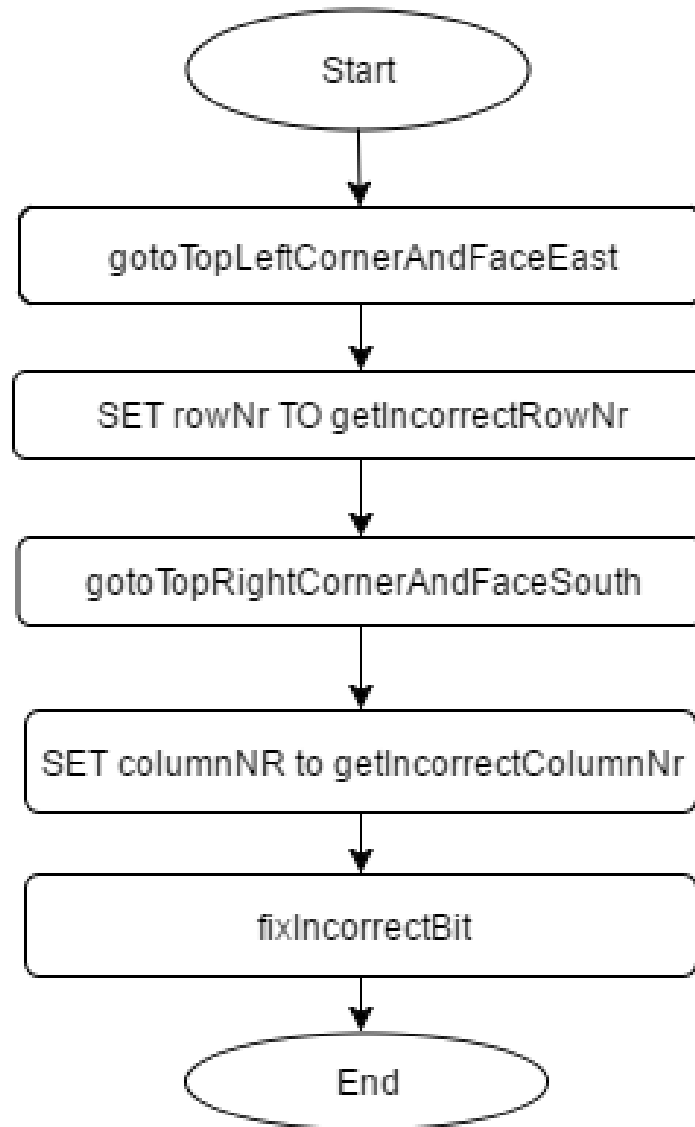 Start
gotoTopLeftCornerAndFaceEast
SET rowNr TO getIncorrectRowNr
gotoTopRightCornerAndFaceSouth
SET columnNR to getIncorrectColumnNr
fixIncorrectBit
End